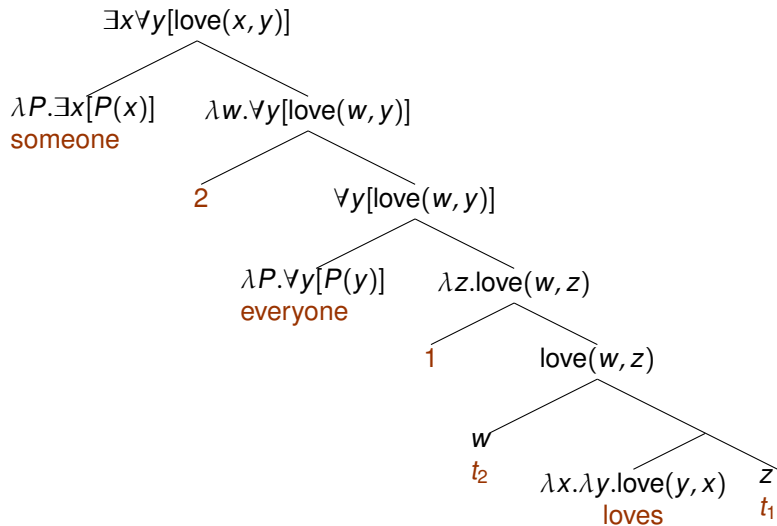 ∃x∀y[love(x, y)]
λP.∃x[P(x)]
someone
λw.∀y[love(w, y)]
2
∀y[love(w, y)]
λP.∀y[P(y)]
everyone
λz.love(w, z)
1
love(w, z)
w
t₂
λx.λy.love(y, x)
loves
z
t₁